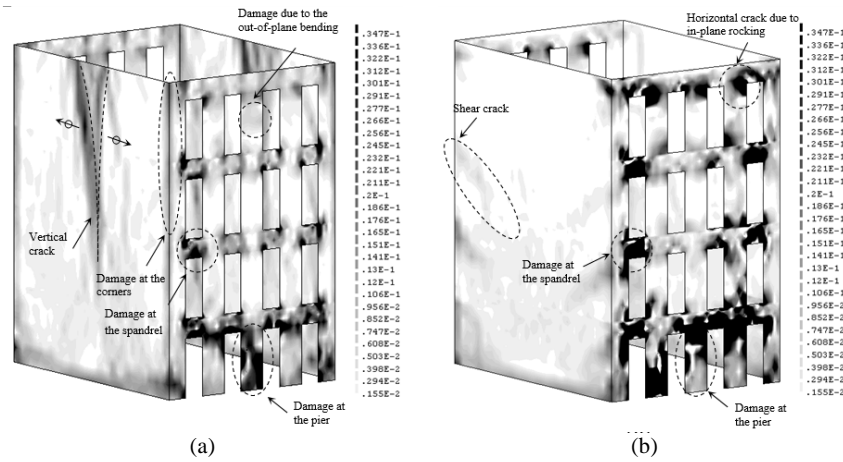 Damage due to the
out-of-plane bending
Vertical
crack
Damage at the
corners
Damage at
the spandrel
Damage at
the pier
.347E-1
.336E-1
.322E-1
.312E-1
.301E-1
.291E-1
.277E-1
.266E-1
.256E-1
.245E-1
.232E-1
.221E-1
.211E-1
.2E-1
.186E-1
.176E-1
.165E-1
.151E-1
.141E-1
.13E-1
.12E-1
.106E-1
.956E-2
.852E-2
.747E-2
.608E-2
.503E-2
.398E-2
.294E-2
.155E-2
(a)
Horizontal crack due to
in-plane rocking
Shear crack
Damage at
the spandrel
Damage at
the pier
.347E-1
.336E-1
.322E-1
.312E-1
.301E-1
.291E-1
.277E-1
.266E-1
.256E-1
.245E-1
.232E-1
.221E-1
.211E-1
.2E-1
.186E-1
.176E-1
.165E-1
.151E-1
.141E-1
.13E-1
.12E-1
.106E-1
.956E-2
.852E-2
.747E-2
.608E-2
.503E-2
.398E-2
.294E-2
.155E-2
(b)